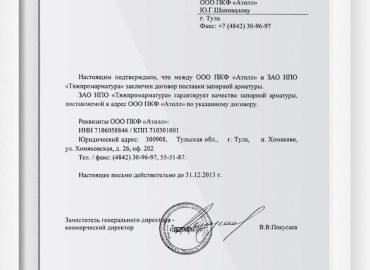 ООО ПКФ «Атолл»
Ю.Г.Шаповалову
г. Тула
Факс: +7 (4842) 30-96-97
Настоящим подтверждаем, что между ООО ПКФ «Атолл» и ЗАО НПО
«Тяжпромарматура» заключен договор поставки запорной арматуры.
ЗАО НПО «Тяжпромарматура» гарантирует качество запорной арматуры,
поставляемой в адрес ООО ПКФ «Атолл» по указанному договору.
Реквизиты ООО ПКФ «Атолл»:
ИНН 7106058846 / КПП 710301001
Юридический адрес: 300908, Тульская обл., г. Тула, п. Хомяково,
ул. Хомяковская, д. 26, оф. 202
Тел. / факс: (4842) 30-96-97, 55-51-87.
Настоящее письмо действительно до 31.12.2013 г.
Заместитель генерального директора -
коммерческий директор
В.В.Покусаев